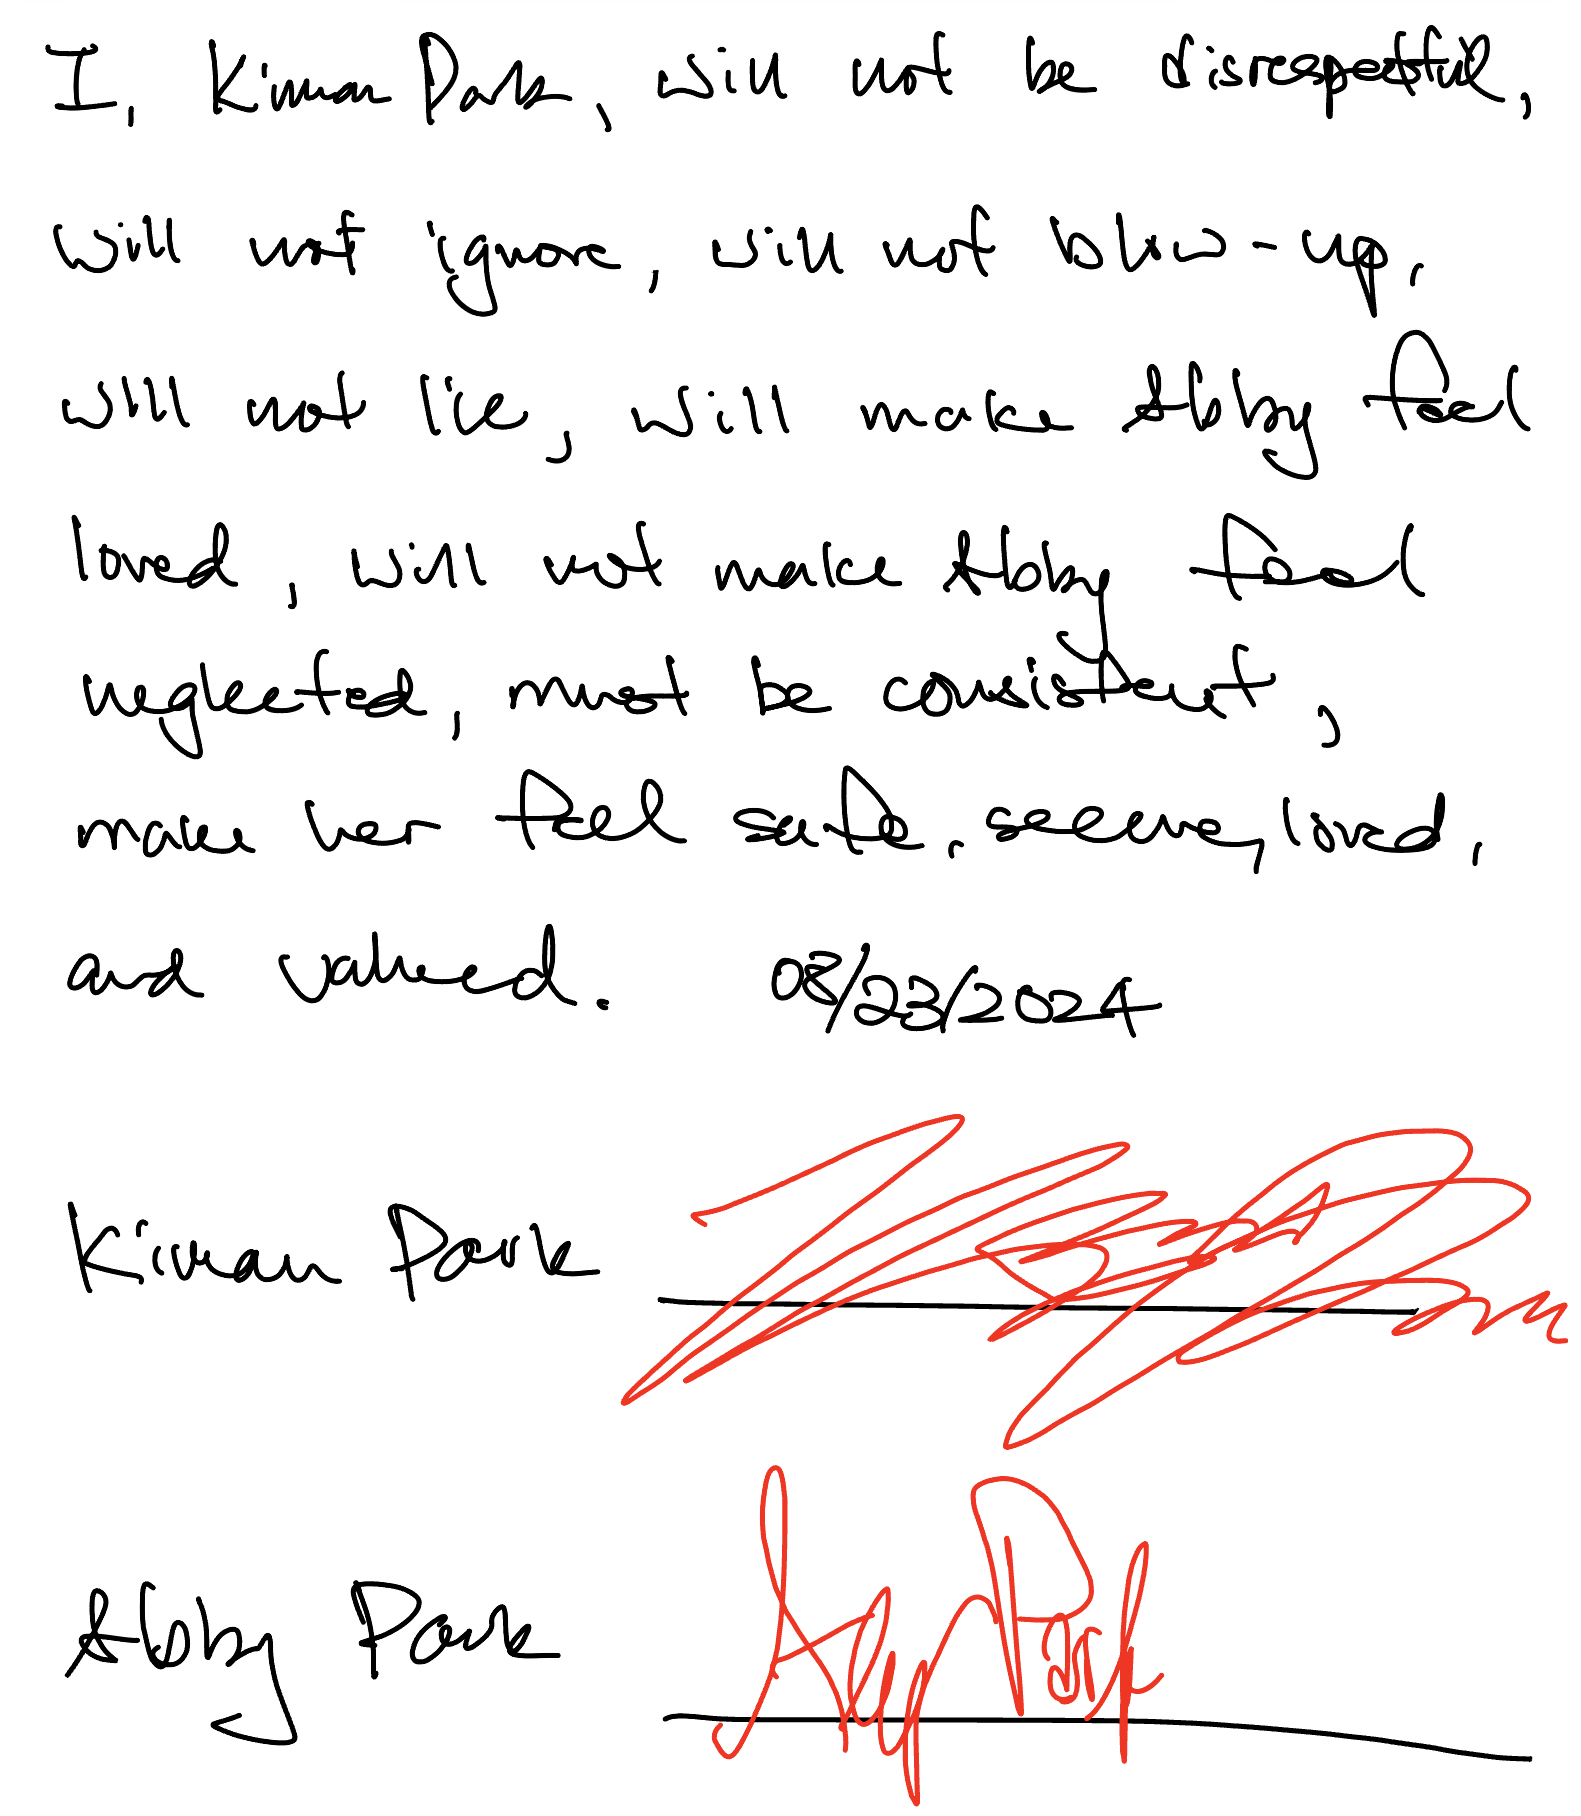 I, Kiman Park, will not be disrespectful,
will not ignore, will not blow-up,
will not lie, will make Abby feel
loved, will not make Abby feel
neglected, must be consistent,
make her feel safe, secure, loved,
and valued. 08/23/2024
Kiman Park
Abby Park Abby Park